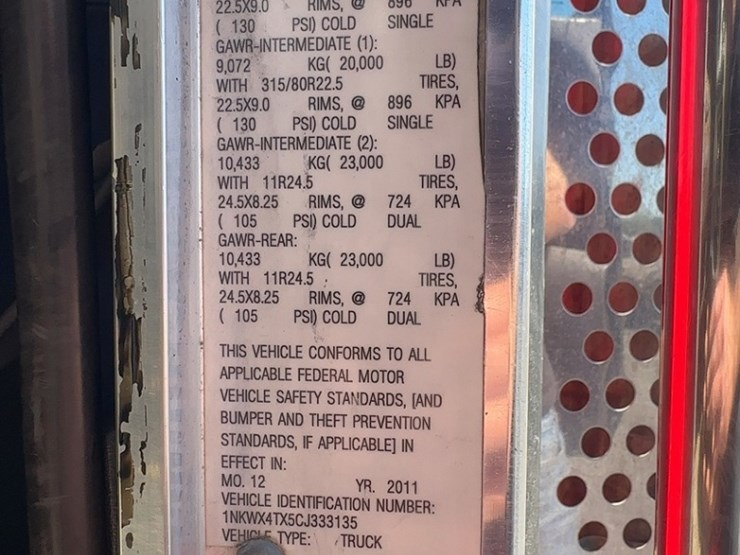 22.5X9.0 RIMS, @ 896 KPA
( 130 PSI) COLD SINGLE
GAWR-INTERMEDIATE (1):
9,072 KG( 20,000 LB)
WITH 315/80R22.5 TIRES,
22.5X9.0 RIMS, @ 896 KPA
( 130 PSI) COLD SINGLE
GAWR-INTERMEDIATE (2):
10,433 KG( 23,000 LB)
WITH 11R24.5 TIRES,
24.5X8.25 RIMS, @ 724 KPA
( 105 PSI) COLD DUAL
GAWR-REAR:
10,433 KG( 23,000 LB)
WITH 11R24.5 TIRES,
24.5X8.25 RIMS, @ 724 KPA
( 105 PSI) COLD DUAL
THIS VEHICLE CONFORMS TO ALL
APPLICABLE FEDERAL MOTOR
VEHICLE SAFETY STANDARDS, [AND
BUMPER AND THEFT PREVENTION
STANDARDS, IF APPLICABLE] IN
EFFECT IN:
MO. 12 YR. 2011
VEHICLE IDENTIFICATION NUMBER:
1NKWX4TX5CJ333135
VEHICLE TYPE: TRUCK